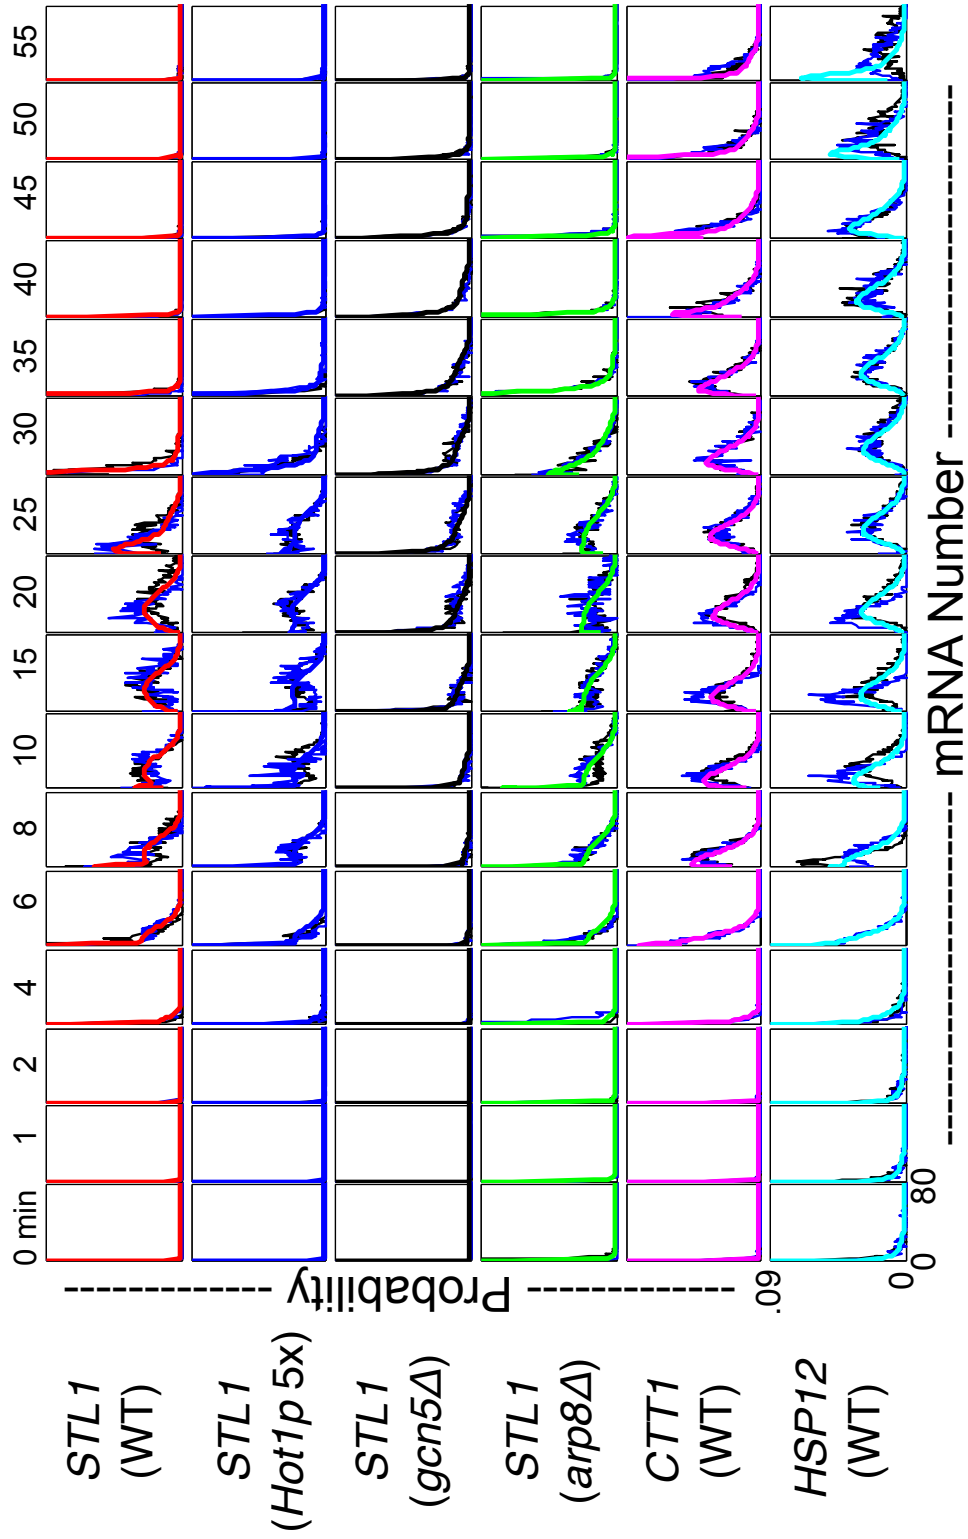 0 min 1 2 4 6 8 10 15 20 25 30 35 40 45 50 55
STL1
(WT)
STL1
(Hot1p 5x)
STL1
(gcn5Δ)
STL1
(arp8Δ)
CTT1
(WT)
HSP12
(WT)
Probability
.09
0
0 80
mRNA Number